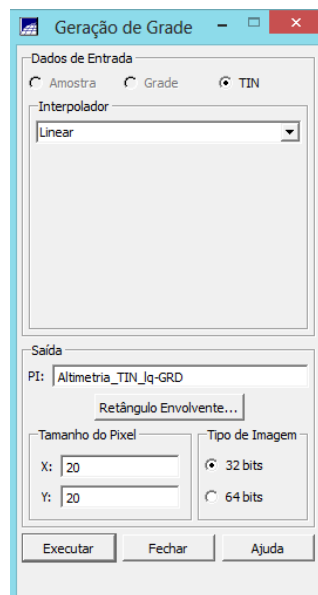 Geração de Grade
Dados de Entrada
Amostra Grade TIN
Interpolador
Linear
Saída
PI: Altimetria_TIN_lq-GRD
Retângulo Envolvente...
Tamanho do Pixel Tipo de Imagem
X: 20 32 bits
Y: 20 64 bits
Executar Fechar Ajuda